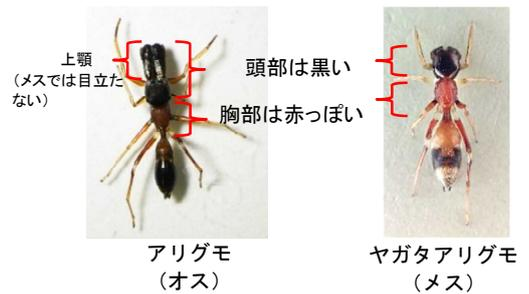 上顎
（メスでは目立た
ない）
頭部は黒い
胸部は赤っぽい
アリグモ
（オス）
ヤガタアリグモ
（メス）